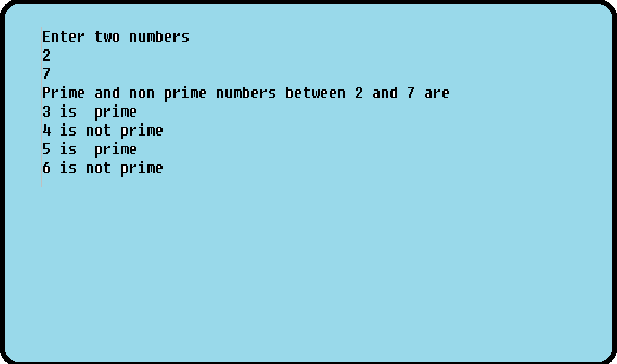 Enter two numbers
2
7
Prime and non prime numbers between 2 and 7 are
3 is  prime
4 is not prime
5 is  prime
6 is not prime